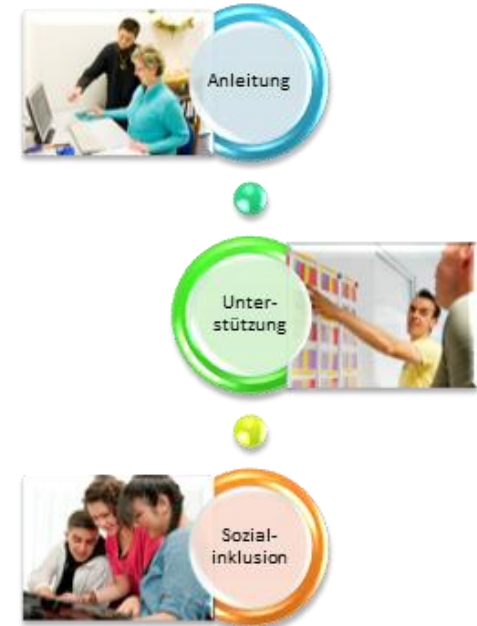 Anleitung
Unter-
stützung
Sozial-
inklusion